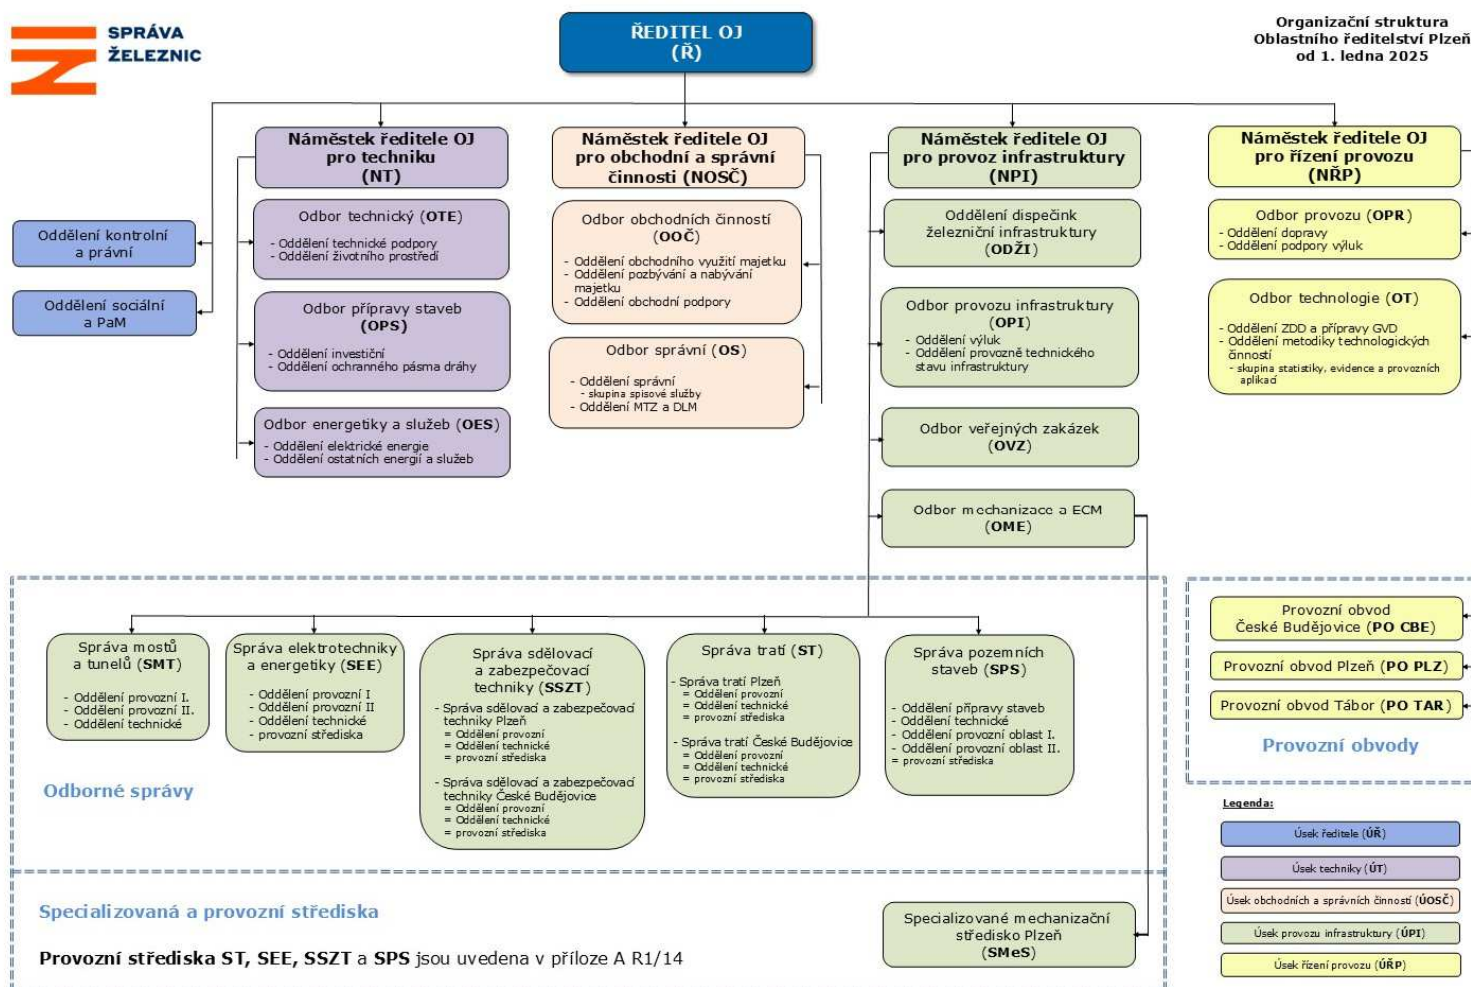 SPRÁVA
ŽELEZNIC
ŘEDITEL OJ
(Ř)
Organizační struktura
Oblastního ředitelství Plzeň
od 1. ledna 2025
Náměstek ředitele OJ
pro techniku
(NT)
Náměstek ředitele OJ
pro obchodní a správní
činnosti (NOSČ)
Náměstek ředitele OJ
pro provoz infrastruktury
(NPI)
Náměstek ředitele OJ
pro řízení provozu
(NŘP)
Oddělení kontrolní
a právní
Oddělení sociální
a PaM
Odbor technický (OTE)
- Oddělení technické podpory
- Oddělení životního prostředí
Odbor přípravy staveb
(OPS)
- Oddělení investiční
- Oddělení ochranného pásma dráhy
Odbor energetiky a služeb (OES)
- Oddělení elektrické energie
- Oddělení ostatních energií a služeb
Odbor obchodních činností
(OOČ)
- Oddělení obchodního využití majetku
- Oddělení pozbývání a nabývání
majetku
- Oddělení obchodní podpory
Odbor správní (OS)
- Oddělení správní
- skupina spisové služby
- Oddělení MTZ a DLM
Oddělení dispečink
železniční infrastruktury
(ODŽI)
Odbor provozu infrastruktury
(OPI)
- Oddělení výluk
- Oddělení provozně technického
stavu infrastruktury
Odbor veřejných zakázek
(OVZ)
Odbor mechanizace a ECM
(OME)
Odbor provozu (OPR)
- Oddělení dopravy
- Oddělení podpory výluk
Odbor technologie (OT)
- Oddělení ZDD a přípravy GVD
- Oddělení metodiky technologických
činností
- skupina statistiky, evidence a provozních
aplikací
Správa mostů
a tunelů (SMT)
- Oddělení provozní I.
- Oddělení provozní II.
- Oddělení technické
Správa elektrotechniky
a energetiky (SEE)
- Oddělení provozní I
- Oddělení provozní II
- Oddělení technické
- provozní střediska
Správa sdělovací
a zabezpečovací
techniky (SSZT)
- Správa sdělovací a zabezpečovací
techniky Plzeň
= Oddělení provozní
= Oddělení technické
= provozní střediska
- Správa sdělovací a zabezpečovací
techniky České Budějovice
= Oddělení provozní
= Oddělení technické
= provozní střediska
Správa tratí (ST)
- Správa tratí Plzeň
= Oddělení provozní
= Oddělení technické
= provozní střediska
- Správa tratí České Budějovice
= Oddělení provozní
= Oddělení technické
= provozní střediska
Správa pozemních
staveb (SPS)
- Oddělení přípravy staveb
- Oddělení technické
- Oddělení provozní oblast I.
- Oddělení provozní oblast II.
= provozní střediska
Odborné správy
Provozní obvod
České Budějovice (PO CBE)
Provozní obvod Plzeň (PO PLZ)
Provozní obvod Tábor (PO TAR)
Provozní obvody
Specializovaná a provozní střediska
Provozní střediska ST, SEE, SSZT a SPS jsou uvedena v příloze A R1/14
Specializované mechanizační
středisko Plzeň
(SMeS)
Legenda:
Úsek ředitele (ÚŘ)
Úsek techniky (ÚT)
Úsek obchodních a správních činností (ÚOSČ)
Úsek provozu infrastruktury (ÚPI)
Úsek řízení provozu (ÚŘP)